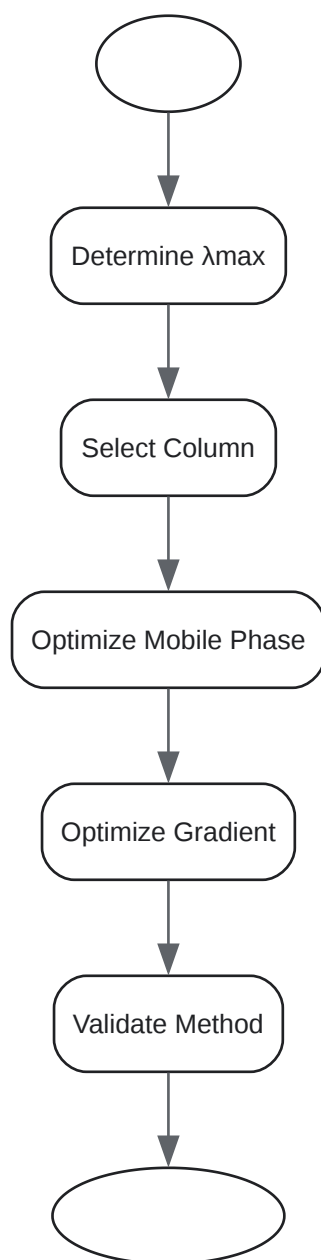 Determine λmax
Select Column
Optimize Mobile Phase
Optimize Gradient
Validate Method